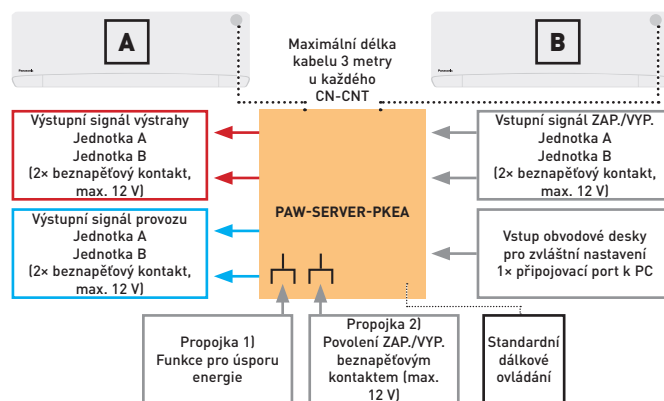 A
B
Panasonic
Panasonic
Maximální délka
kabelu 3 metry
u každého
CN-CNT
Výstupní signál výstrahy
Jednotka A
Jednotka B
(2× beznapěťový kontakt,
max. 12 V)
Vstupní signál ZAP./VYP.
Jednotka A
Jednotka B
(2× beznapěťový kontakt,
max. 12 V)
PAW-SERVER-PKEA
Výstupní signál provozu
Jednotka A
Jednotka B
(2× beznapěťový kontakt,
max. 12 V)
Vstup obvodové desky
pro zvláštní nastavení
1× připojovací port k PC
Propojka 1)
Funkce pro úsporu
energie
Propojka 2)
Povolení ZAP./VYP.
beznapěťovým
kontaktem (max.
12 V)
Standardní
dálkové
ovládání